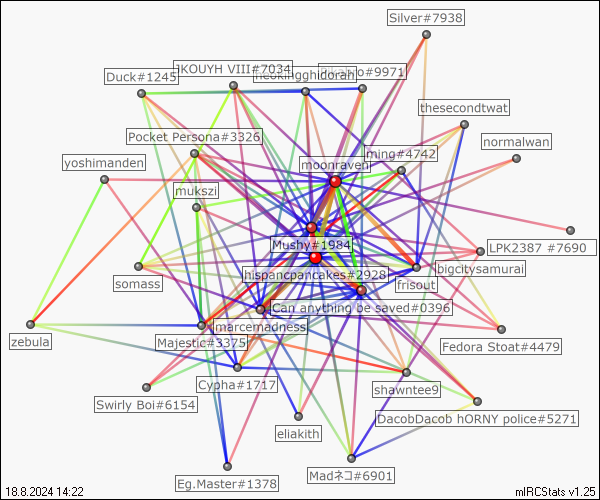 Silver#7938
JKOUYH VIII#7034
neokingghidorah
#9971
Duck#1245
thesecondtwat
Pocket Persona#3326
normalwan
ming#4742
moonraven
yoshimanden
mukszi
Mushy#1984
LPK2387 #7690
bigcitysamurai
hispancpancakes#2928
somass
frisout
Can anything be saved#0396
marcemadness
zebula
Majestic#3375
Fedora Stoat#4479
Cypha#1717
shawntee9
Swirly Boi#6154
DacobDacob hORNY police#5271
eliakith
Madネコ#6901
Eg.Master#1378
18.8.2024 14:22
mIRCStats v1.25